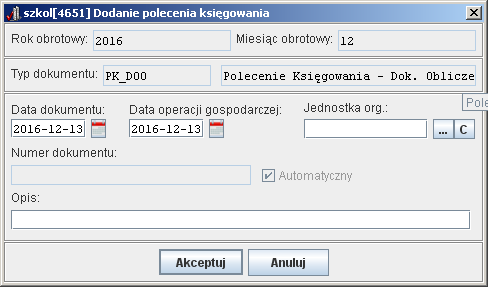 szkol[4651] Dodanie polecenia księgowania
Rok obrotowy: 2016 Miesiąc obrotowy: 12
Typ dokumentu: PK_DOO Polecenie Księgowania - Dok. Oblicze
Pole
Data dokumentu: Data operacji gospodarczej: Jednostka org.:
2016-12-13 2016-12-13 ... C
Numer dokumentu:
Automatyczny
Opis:
Akceptuj Anuluj